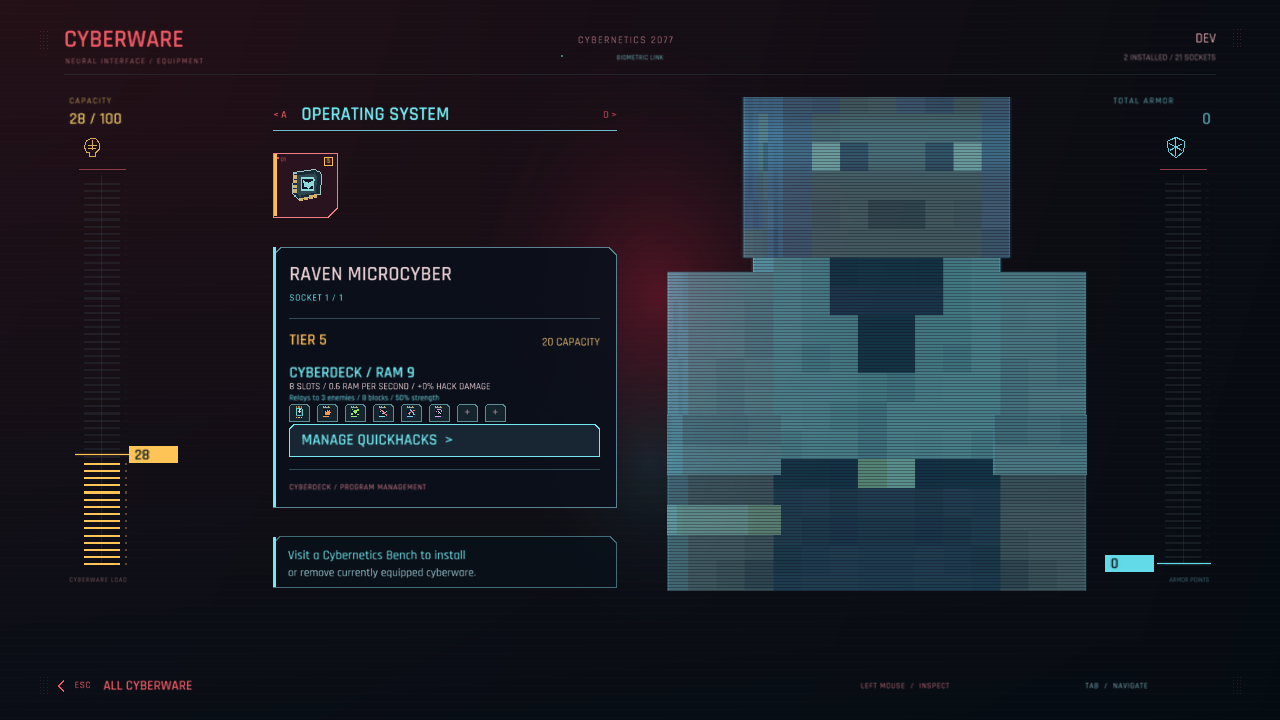 CYBERWARE
NEURAL INTERFACE / EQUIPMENT
CYBERNETICS 2077
BIOMETRIC LINK
DEV
2 INSTALLED / 21 SOCKETS
CAPACITY
28 / 100
< A OPERATING SYSTEM D >
TOTAL ARMOR
0
5
RAVEN MICROCYBER
SOCKET 1 / 1
TIER 5
20 CAPACITY
CYBERDECK / RAM 9
8 SLOTS / 0.6 RAM PER SECOND / +0% HACK DAMAGE
Relays to 3 enemies / 8 blocks / 50% strength
+ +
MANAGE QUICKHACKS >
CYBERDECK / PROGRAM MANAGEMENT
28
CYBERWARE LOAD
Visit a Cybernetics Bench to install
or remove currently equipped cyberware.
0
ARMOR POINTS
ESC ALL CYBERWARE
LEFT MOUSE / INSPECT
TAB / NAVIGATE